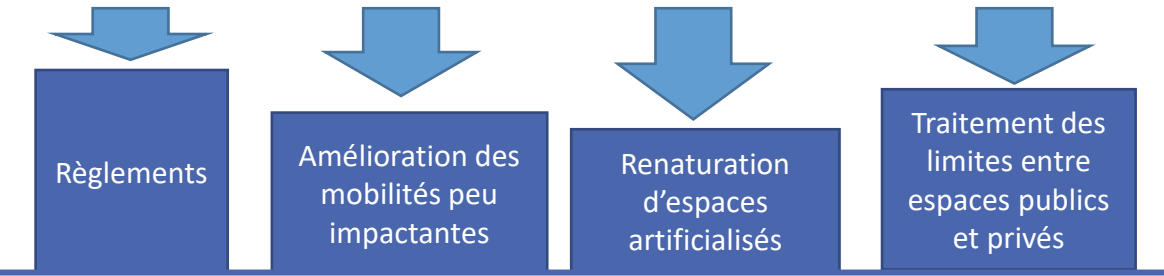 Règlements
Amélioration des
mobilités peu
impactantes
Renaturation
d’espaces
artificialisés
Traitement des
limites entre
espaces publics
et privés